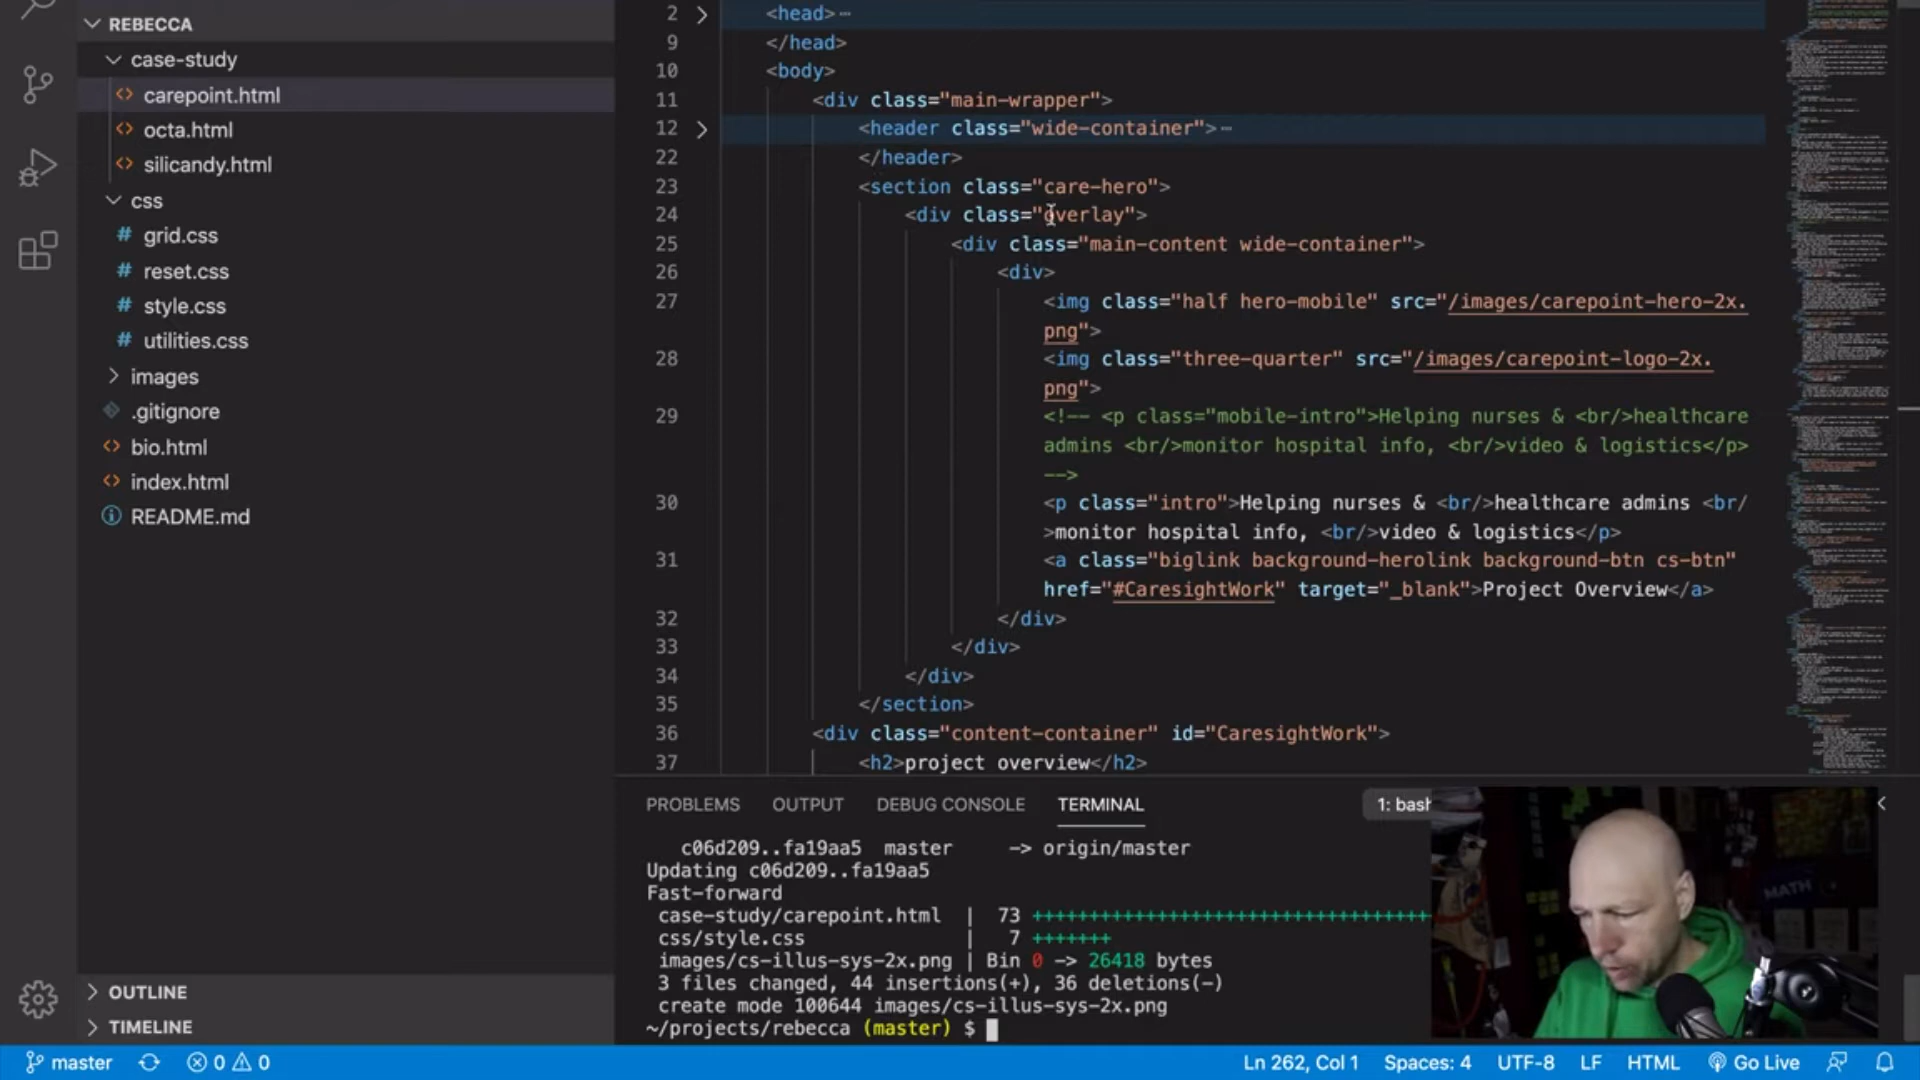 REBECCA
case-study
carepoint.html
octa.html
silicandy.html
css
grid.css
reset.css
style.css
utilities.css
images
.gitignore
bio.html
index.html
README.md
OUTLINE
TIMELINE
2 <head>
9 </head>
10 <body>
11 <div class="main-wrapper">
12 <header class="wide-container">
22 </header>
23 <section class="care-hero">
24 <div class="overlay">
25 <div class="main-content wide-container">
26 <div>
27 <img class="half hero-mobile" src="/images/carepoint-hero-2x.
png">
28 <img class="three-quarter" src="/images/carepoint-logo-2x.
png">
29 <!-- <p class="mobile-intro">Helping nurses & <br/>healthcare
admins <br/>monitor hospital info, <br/>video & logistics</p>
-->
30 <p class="intro">Helping nurses & <br/>healthcare admins <br/
>monitor hospital info, <br/>video & logistics</p>
31 <a class="biglink background-herolink background-btn cs-btn"
href="#CaresightWork" target="_blank">Project Overview</a>
32 </div>
33 </div>
34 </div>
35 </section>
36 <div class="content-container" id="CaresightWork">
37 <h2>project overview</h2>
PROBLEMS OUTPUT DEBUG CONSOLE TERMINAL 1: bash
c06d209..fa19aa5 master -> origin/master
Updating c06d209..fa19aa5
Fast-forward
case-study/carepoint.html | 73 +++++++++++++++++++++++++++++++++++
css/style.css | 7 +++++++
images/cs-illus-sys-2x.png | Bin 0 -> 26418 bytes
3 files changed, 44 insertions(+), 36 deletions(-)
create mode 100644 images/cs-illus-sys-2x.png
~/projects/rebecca (master) $
MATH
master 0 0 Ln 262, Col 1 Spaces: 4 UTF-8 LF HTML Go Live